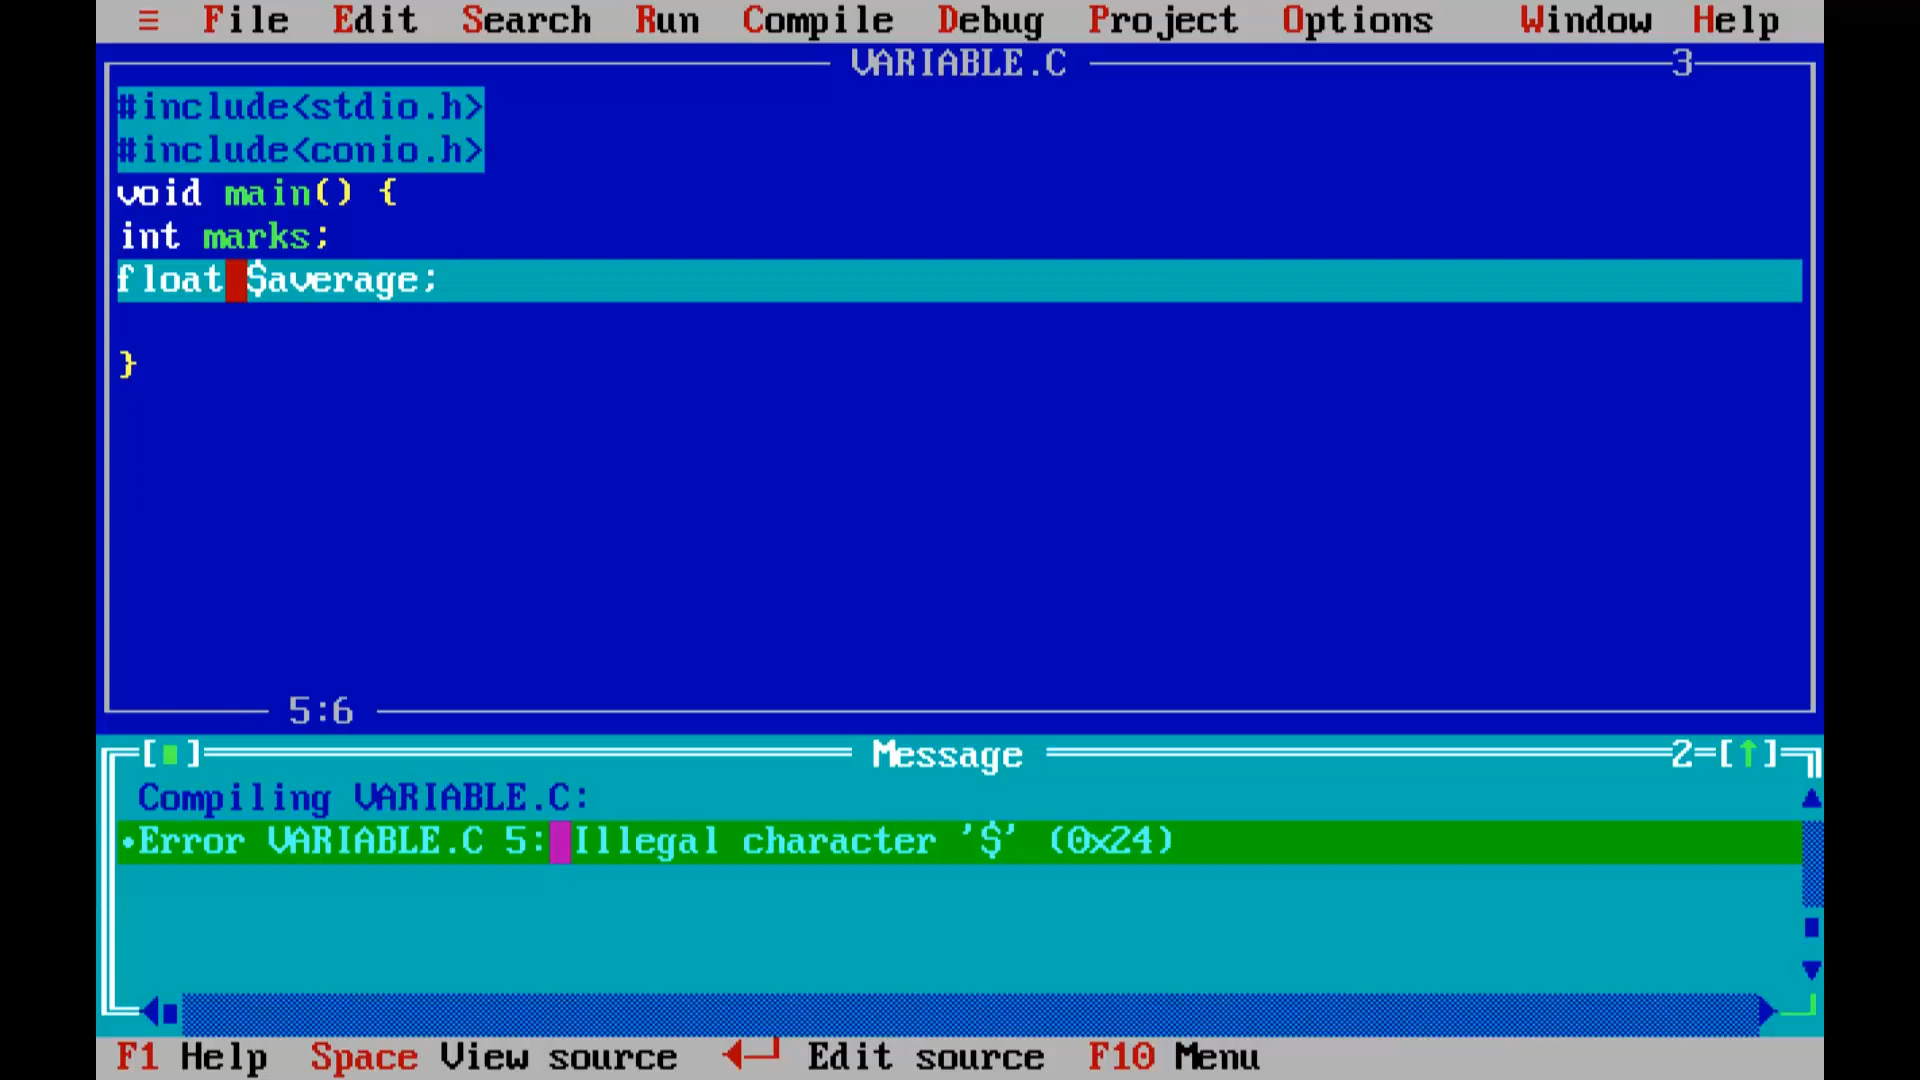 ≡ File Edit Search Run Compile Debug Project Options Window Help
VARIABLE.C 3
#include<stdio.h>
#include<conio.h>
void main() {
int marks;
float $average;
}
5:6
[■] Message 2=[↑]
Compiling VARIABLE.C:
•Error VARIABLE.C 5: Illegal character '$' (0x24)
F1 Help Space View source ◄─┘ Edit source F10 Menu